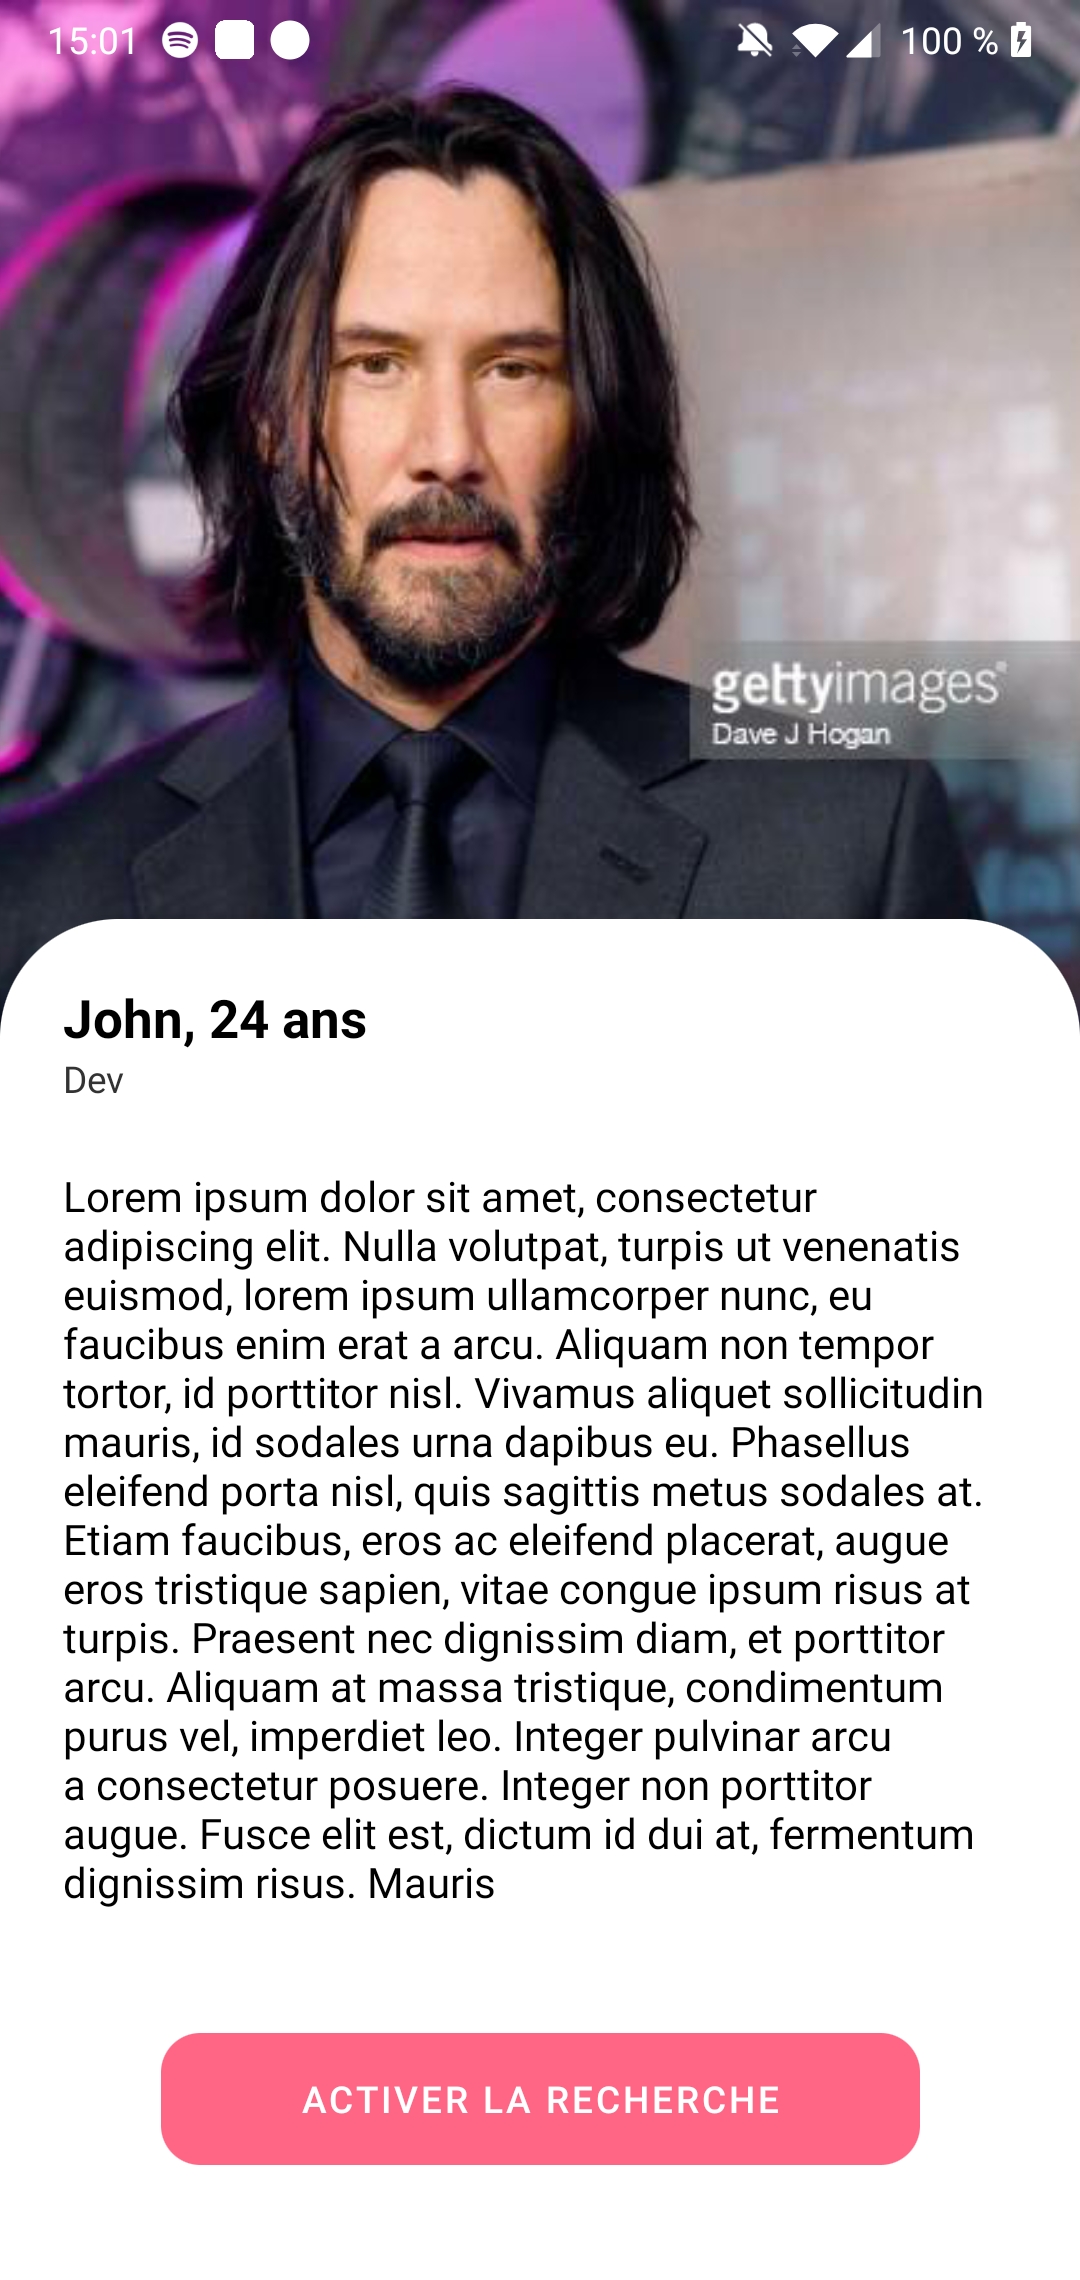 15:01
100 %
gettyimages®
Dave J Hogan
John, 24 ans
Dev
Lorem ipsum dolor sit amet, consectetur
adipiscing elit. Nulla volutpat, turpis ut venenatis
euismod, lorem ipsum ullamcorper nunc, eu
faucibus enim erat a arcu. Aliquam non tempor
tortor, id porttitor nisl. Vivamus aliquet sollicitudin
mauris, id sodales urna dapibus eu. Phasellus
eleifend porta nisl, quis sagittis metus sodales at.
Etiam faucibus, eros ac eleifend placerat, augue
eros tristique sapien, vitae congue ipsum risus at
turpis. Praesent nec dignissim diam, et porttitor
arcu. Aliquam at massa tristique, condimentum
purus vel, imperdiet leo. Integer pulvinar arcu
a consectetur posuere. Integer non porttitor
augue. Fusce elit est, dictum id dui at, fermentum
dignissim risus. Mauris
ACTIVER LA RECHERCHE